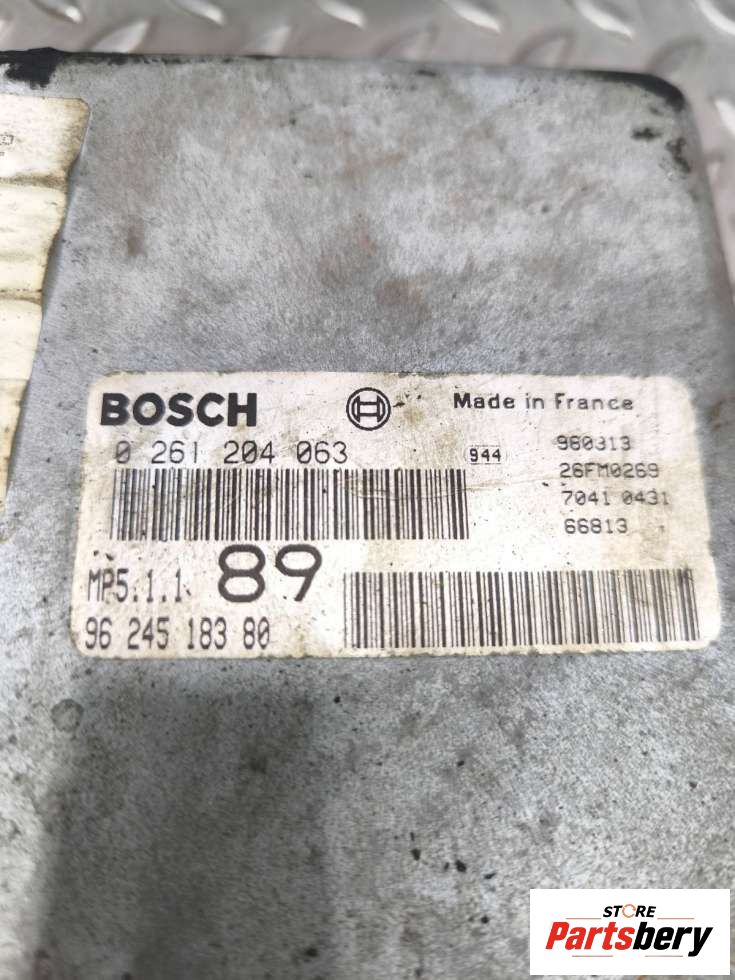 BOSCH
Made in France
0 261 204 063
944
960313
26FM0269
7041 0431
66813
MP5.1.1
89
96 245 183 80
STORE
Partsbery